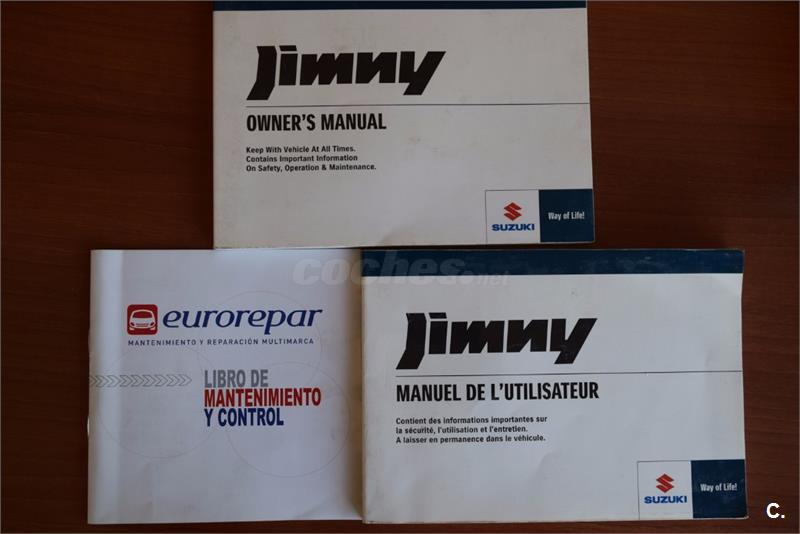 Jimny
OWNER'S MANUAL
Keep With Vehicle At All Times.
Contains Important Information
On Safety, Operation & Maintenance.
SUZUKI
Way of Life!
coches.net
eurorepar
MANTENIMIENTO Y REPARACIÓN MULTIMARCA
LIBRO DE
MANTENIMIENTO
Y CONTROL
Jimny
MANUEL DE L'UTILISATEUR
Contient des informations importantes sur
la sécurité, l'utilisation et l'entretien.
A laisser en permanence dans le véhicule.
SUZUKI
Way of Life!
C.